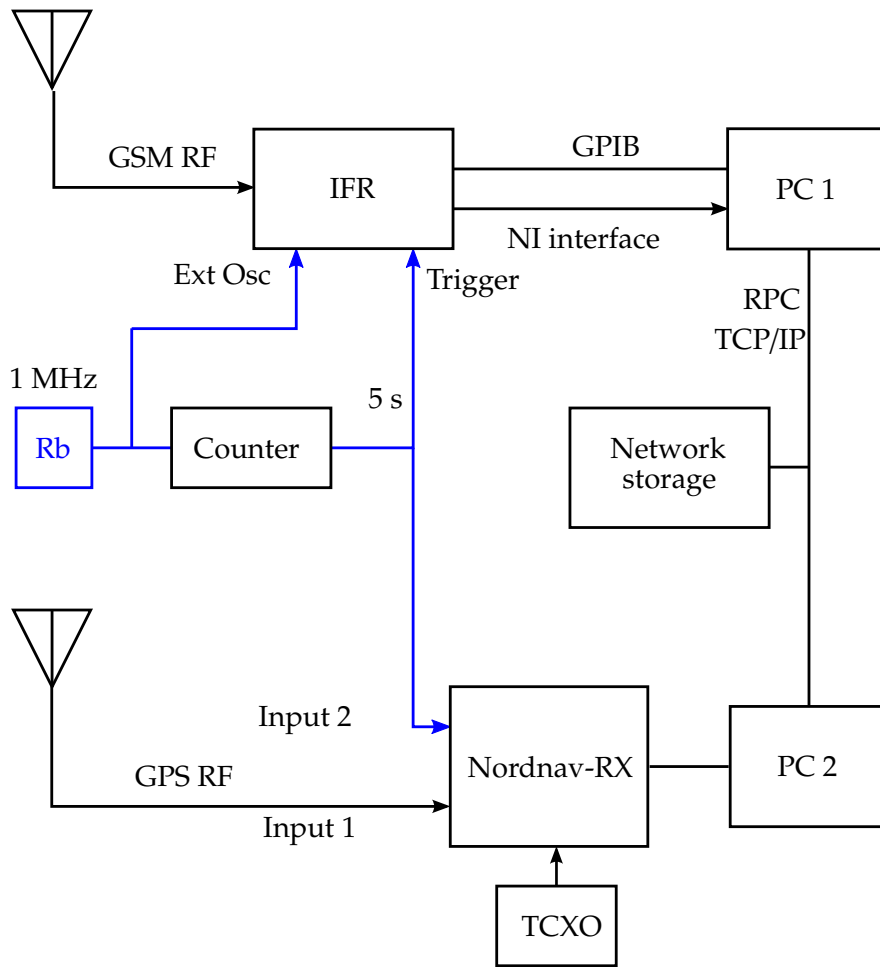 GSM RF
IFR
GPIB
PC 1
NI interface
Ext Osc
Trigger
RPC
TCP/IP
1 MHz
5 s
Rb
Counter
Network
storage
Input 2
Nordnav-RX
PC 2
GPS RF
Input 1
TCXO